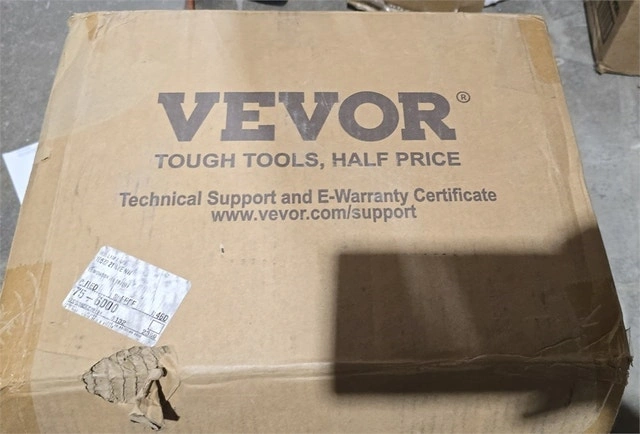 VEVOR®
TOUGH TOOLS, HALF PRICE
Technical Support and E-Warranty Certificate
www.vevor.com/support